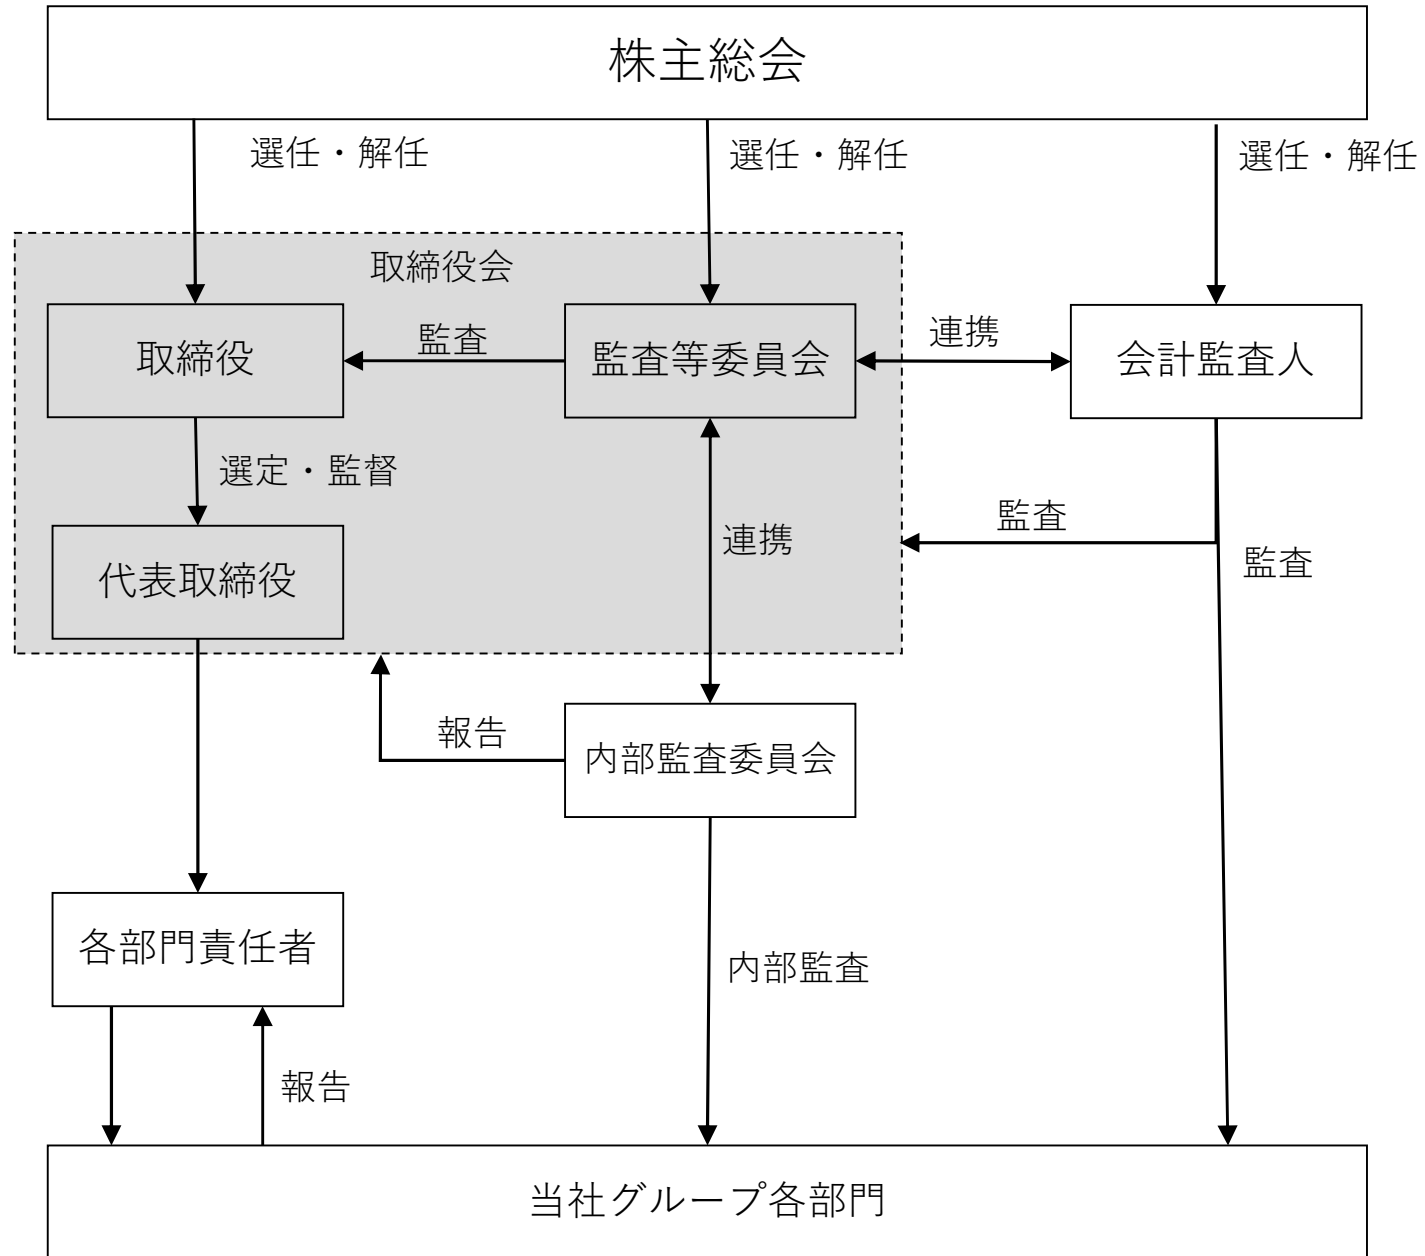 株主総会
選任・解任
選任・解任
選任・解任
取締役会
取締役
監査
監査等委員会
連携
会計監査人
選定・監督
連携
監査
監査
代表取締役
報告
内部監査委員会
各部門責任者
内部監査
報告
当社グループ各部門